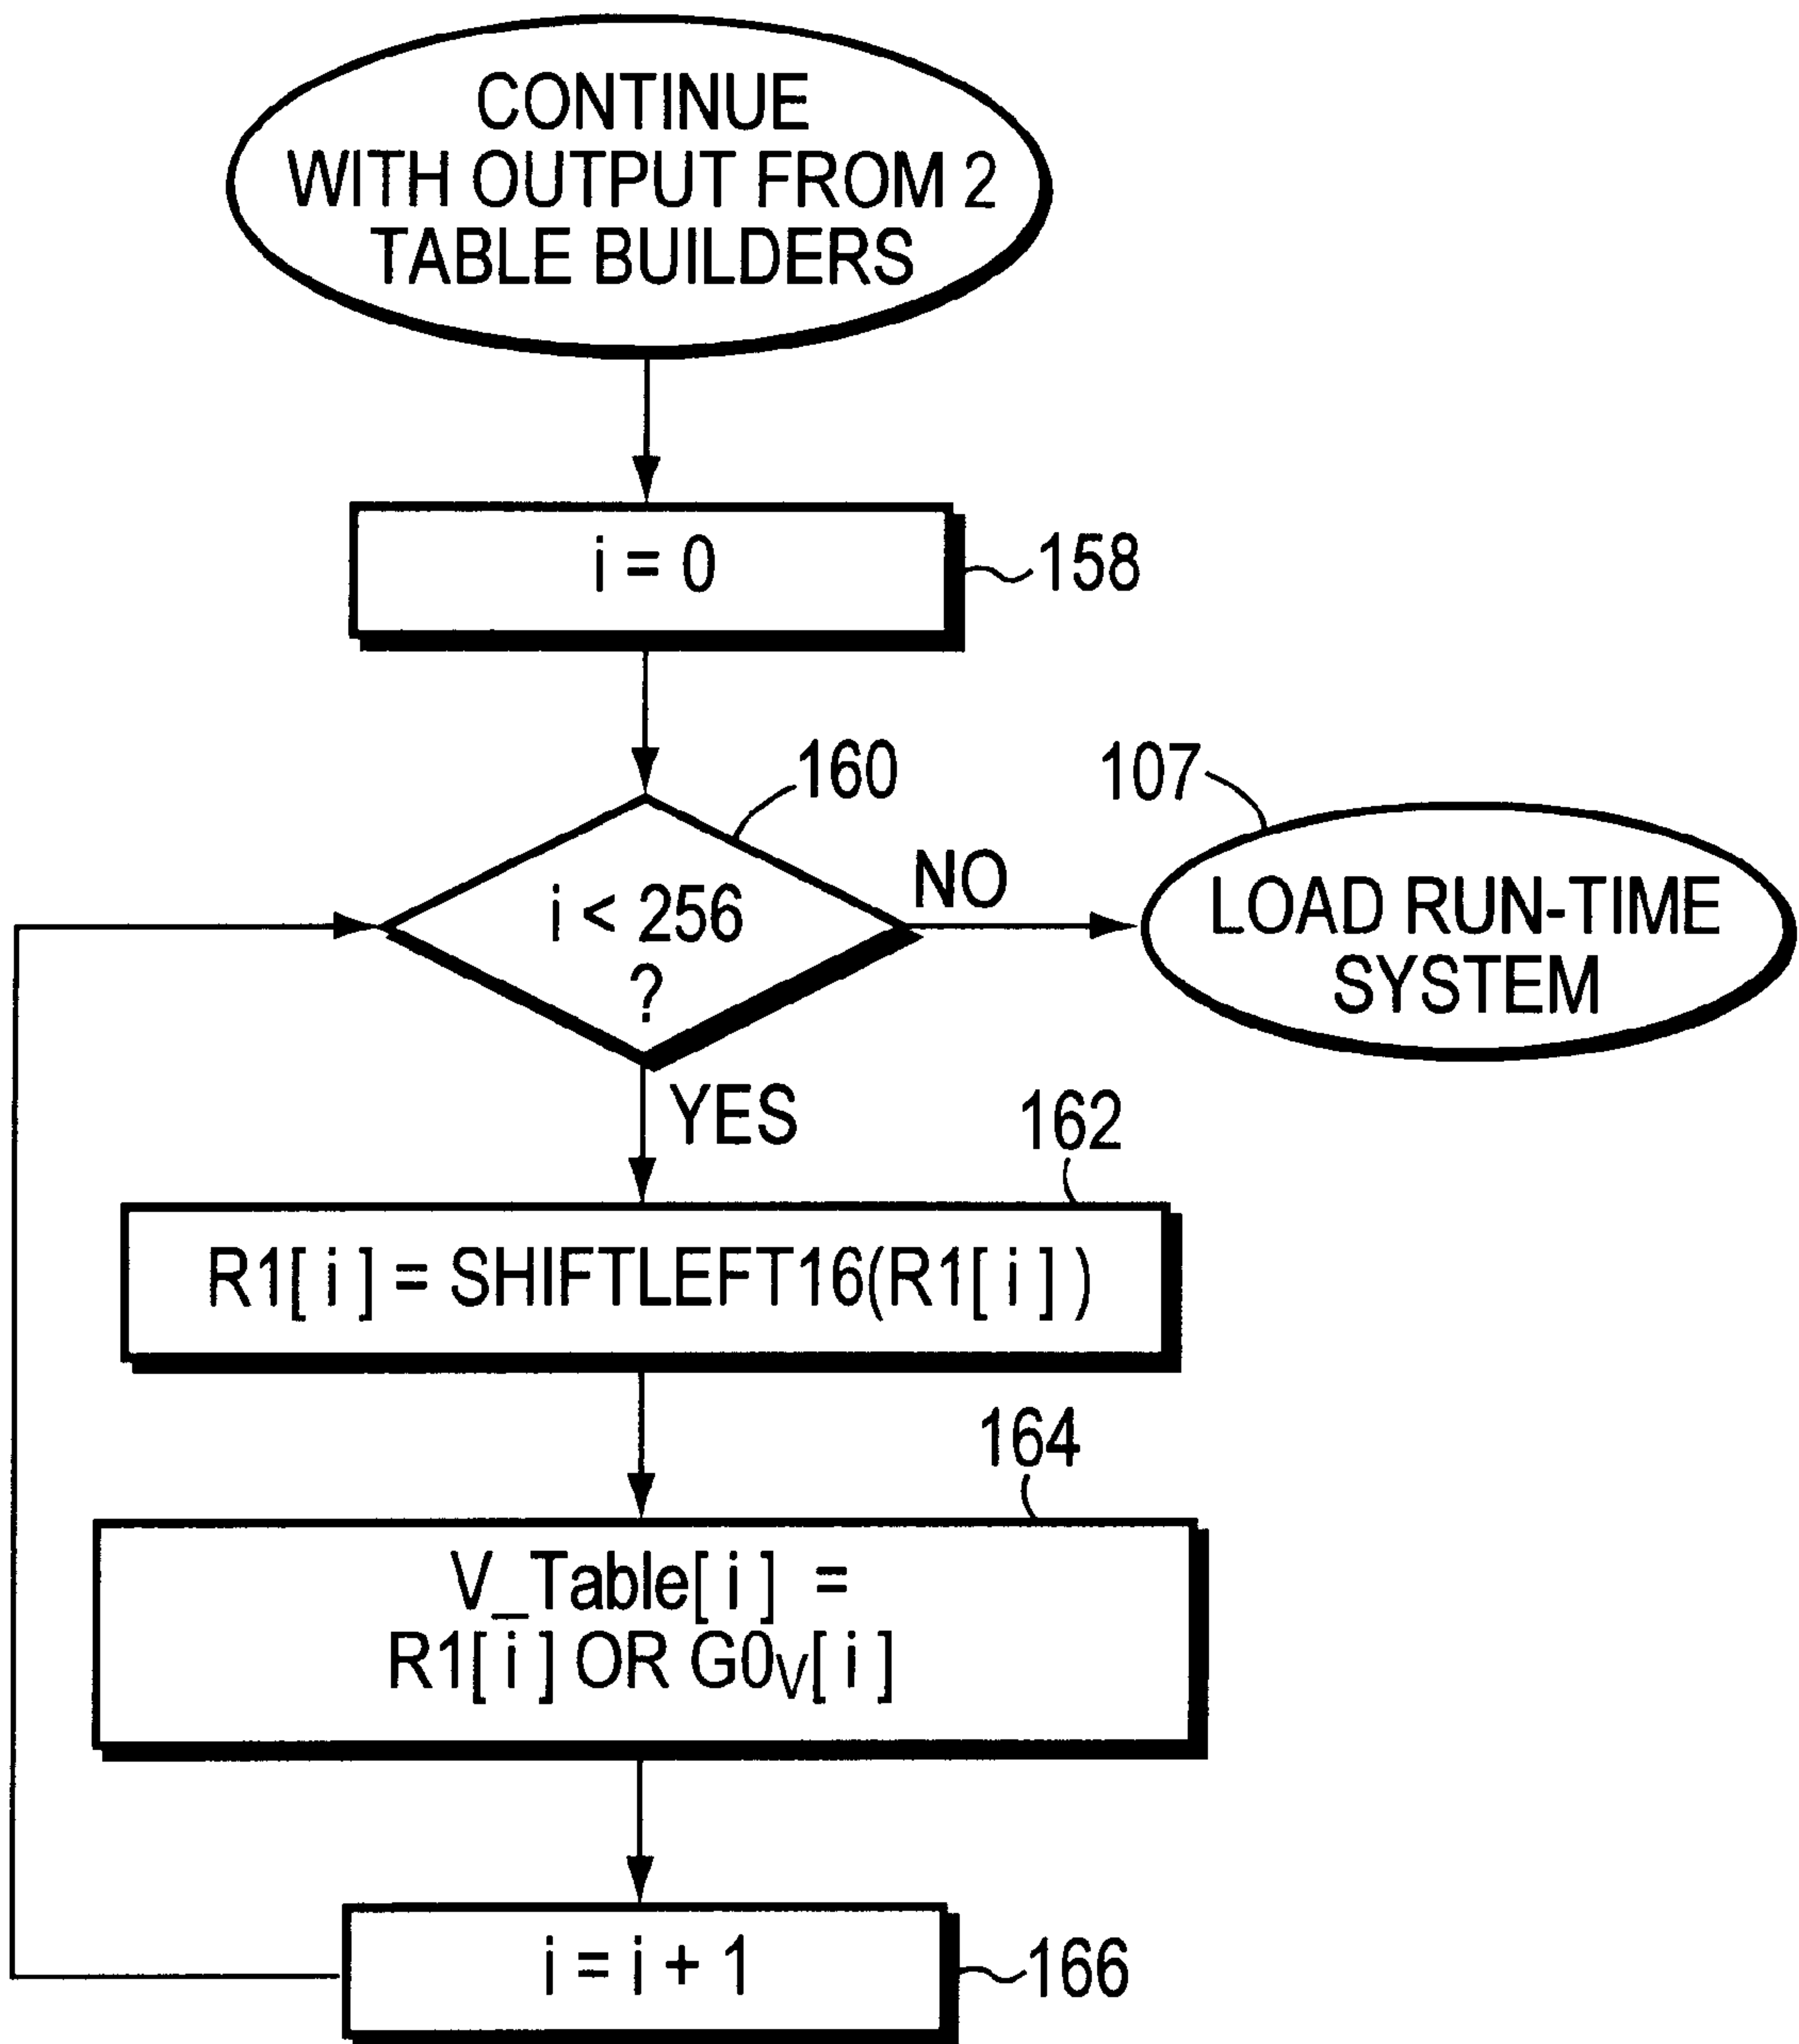 CONTINUE
WITH OUTPUT FROM 2
TABLE BUILDERS
i = 0
158
160
107
i < 256
?
NO
LOAD RUN-TIME
SYSTEM
YES
162
R1[ i ] = SHIFTLEFT16(R1[ i ] )
164
V_Table[ i ] =
R1[ i ] OR G0V[ i ]
i = i + 1
166